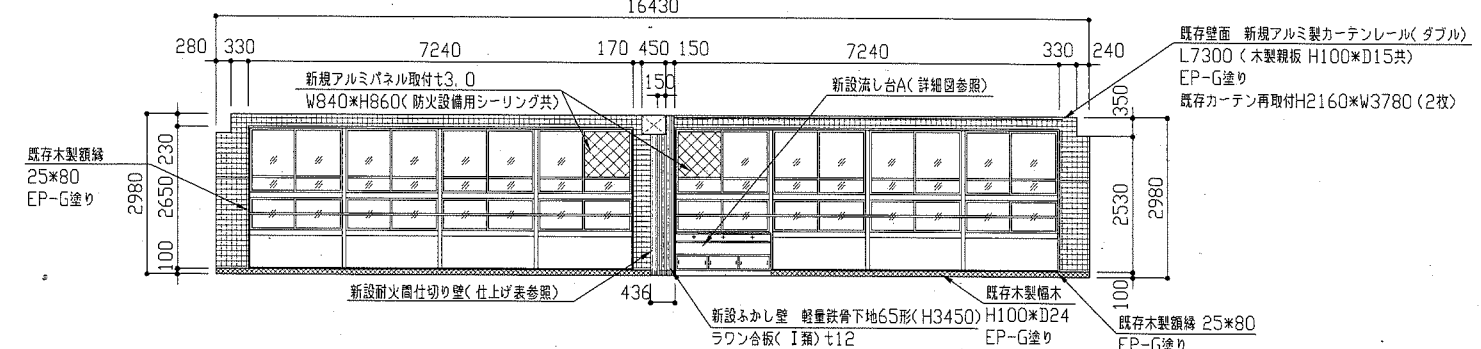 16430
280 330 7240 170 450 150 7240 330 240
150
新規アルミパネル取付t3.0
W840*H860(防火設備用シーリング共)
新設流し台A(詳細図参照)
既存壁面 新規アルミ製カーテンレール(ダブル)
L7300(木製親板 H100*D15共)
EP-G塗り
既存カーテン再取付H2160*W3780(2枚)
既存木製額縁
25*80
EP-G塗り
2980
230
2650
100
350
2530
2980
100
新設耐火間仕切り壁(仕上げ表参照)
436
新設ふかし壁 軽量鉄骨下地65形(H3450)
ラワン合板(Ⅰ類)t12
既存木製幅木
H100*D24
EP-G塗り
既存木製額縁 25*80
EP-G塗り